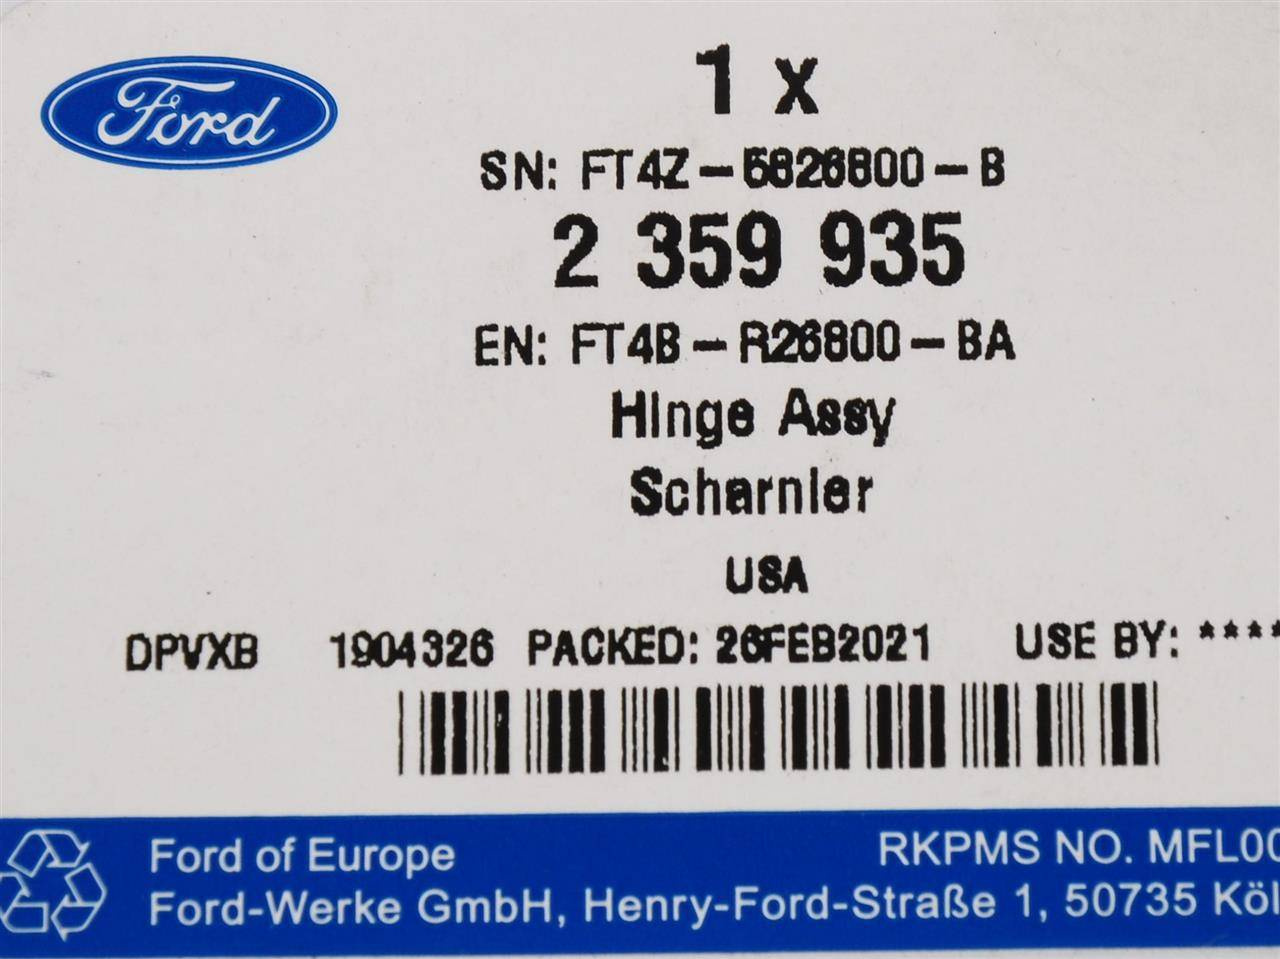 Ford
1 x
SN: FT4Z-5826800-B
2 359 935
EN: FT4B-R26800-BA
Hinge Assy
Scharnier
USA
DPVXB 1904326 PACKED: 26FEB2021 USE BY: ****
Ford of Europe RKPMS NO. MFL00
Ford-Werke GmbH, Henry-Ford-Straße 1, 50735 Köl